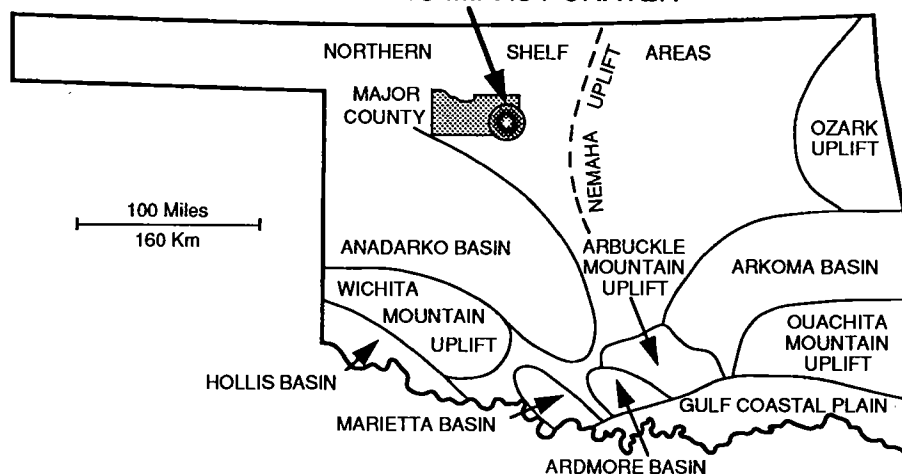 NORTHERN SHELF AREAS
NEMAHA UPLIFT
MAJOR
COUNTY
OZARK
UPLIFT
100 Miles
160 Km
ANADARKO BASIN
ARBUCKLE
MOUNTAIN
UPLIFT
ARKOMA BASIN
WICHITA
MOUNTAIN
UPLIFT
OUACHITA
MOUNTAIN
UPLIFT
HOLLIS BASIN
MARIETTA BASIN
GULF COASTAL PLAIN
ARDMORE BASIN